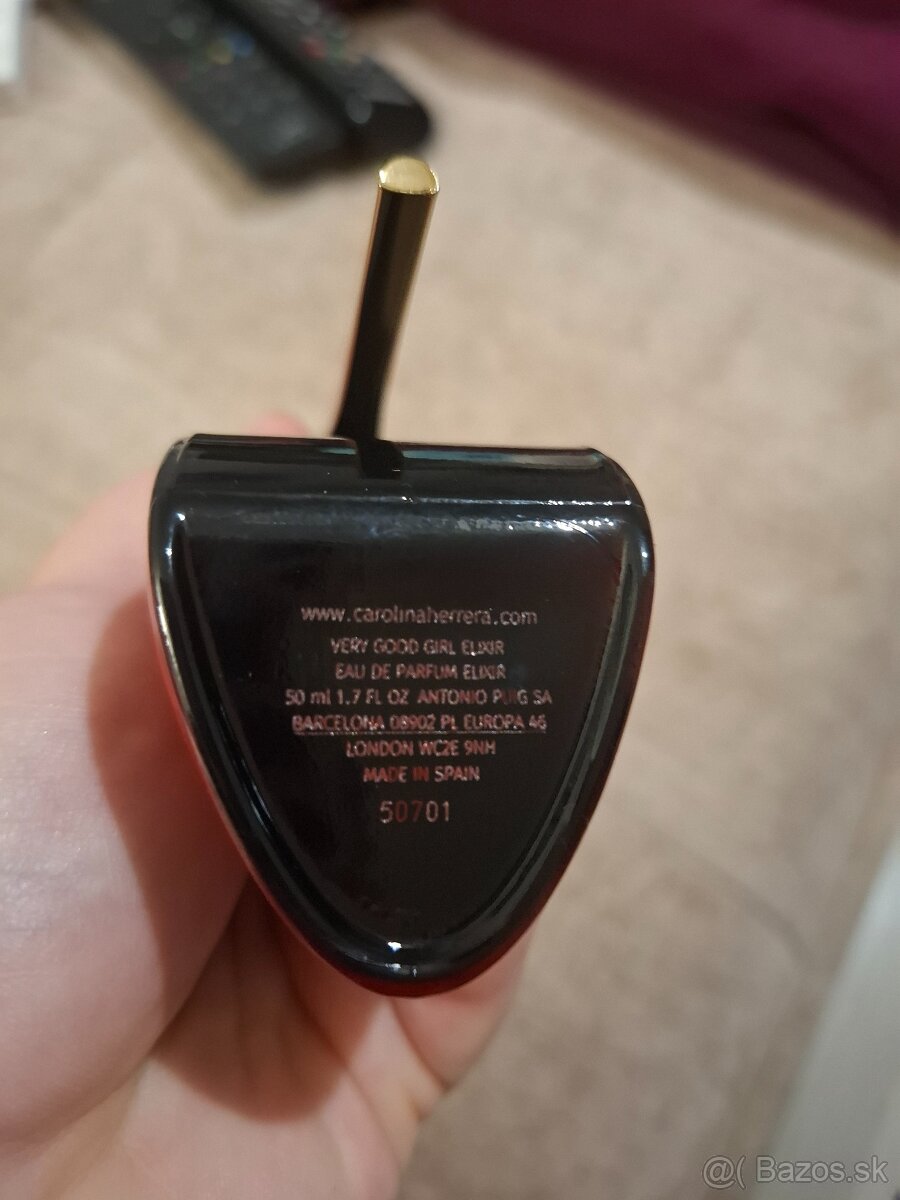 www.carolinaherrera.com
VERY GOOD GIRL ELIXIR
EAU DE PARFUM ELIXIR
50 ml 1.7 FL OZ ANTONIO PUIG SA
BARCELONA 08902 PL EUROPA 46
LONDON WC2E 9NH
MADE IN SPAIN
50701
@( Bazos.sk